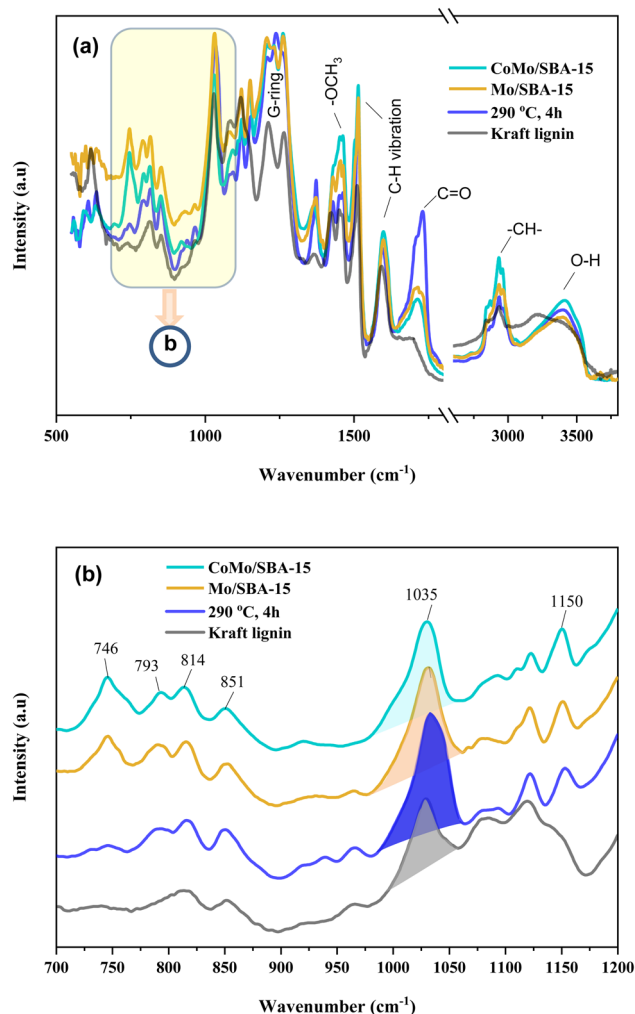 (a)
CoMo/SBA-15
Mo/SBA-15
290 °C, 4h
Kraft lignin
G-ring
-OCH3
C-H vibration
C=O
-CH-
O-H
b
Intensity (a.u)
500 1000 1500 3000 3500
Wavenumber (cm-1)
(b)
CoMo/SBA-15
Mo/SBA-15
290 °C, 4h
Kraft lignin
746
793
814
851
1035
1150
Intensity (a.u)
700 750 800 850 900 950 1000 1050 1100 1150 1200
Wavenumber (cm-1)